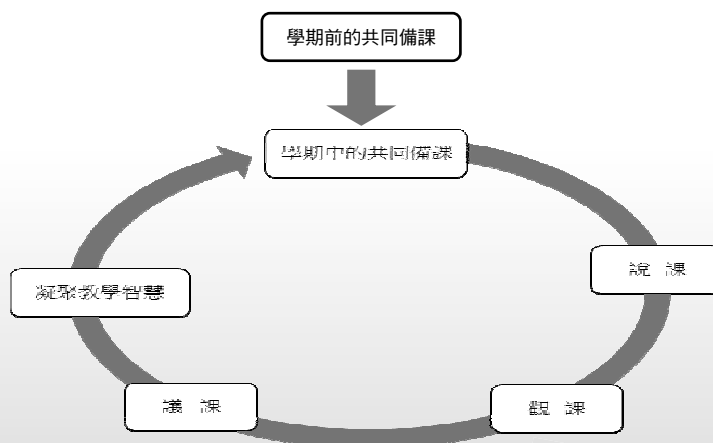 學期前的共同備課
學期中的共同備課
說 課
觀 課
議 課
凝聚教學智慧